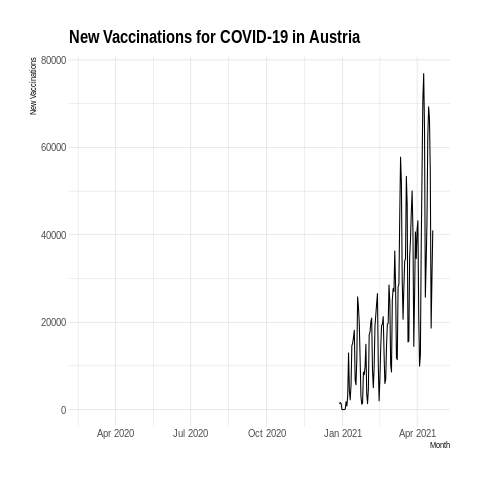 New Vaccinations for COVID-19 in Austria
New Vaccinations
80000
60000
40000
20000
0
Apr 2020 Jul 2020 Oct 2020 Jan 2021 Apr 2021
Month